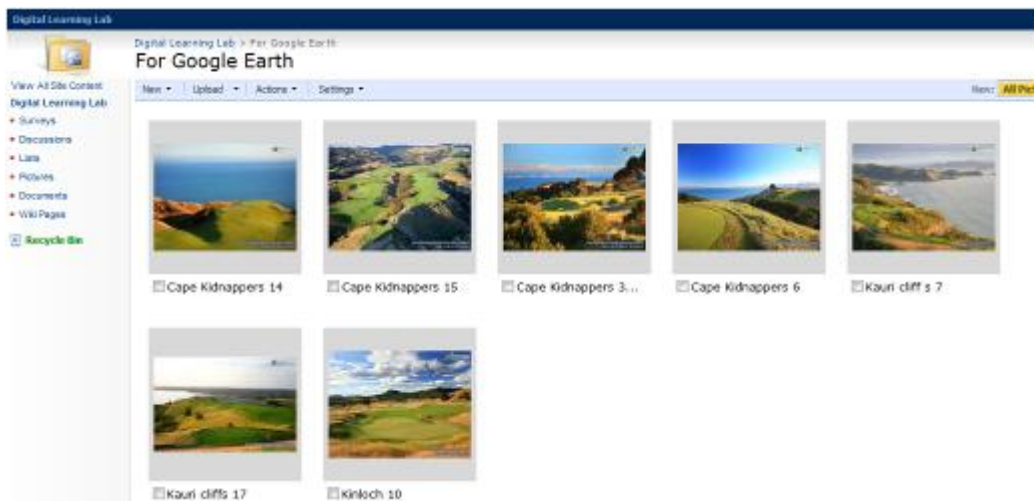 Digital Learning Lab
Digital Learning Lab > For Google Earth
For Google Earth
View All Site Content
Digital Learning Lab
Surveys
Discussions
Lists
Pictures
Documents
Wiki Pages
Recycle Bin
New Upload Actions Settings
View: All Pict
Cape Kidnappers 14
Cape Kidnappers 15
Cape Kidnappers 3...
Cape Kidnappers 6
Kauri cliff s 7
Kauri cliffs 17
Kinloch 10